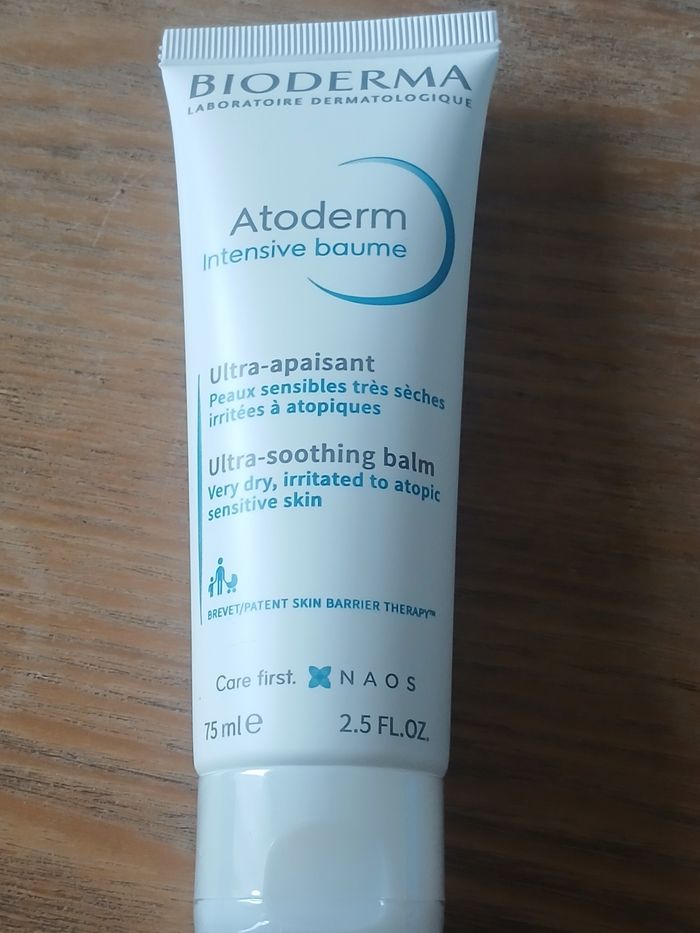 BIODERMA
LABORATOIRE DERMATOLOGIQUE
Atoderm
Intensive baume
Ultra-apaisant
Peaux sensibles très sèches
irritées à atopiques
Ultra-soothing balm
Very dry, irritated to atopic
sensitive skin
BREVET/PATENT SKIN BARRIER THERAPY™
Care first. NAOS
75 ml ℮ 2.5 FL.OZ.